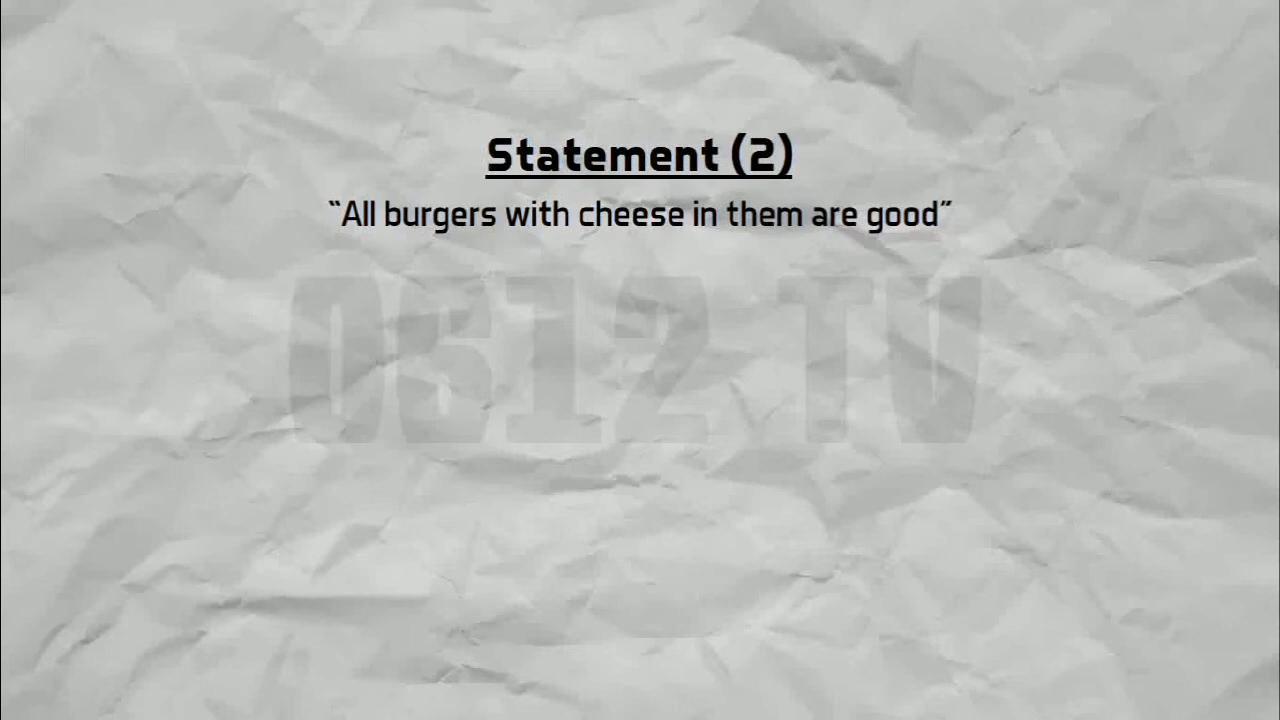 Statement (2)
“All burgers with cheese in them are good”
0612 TV